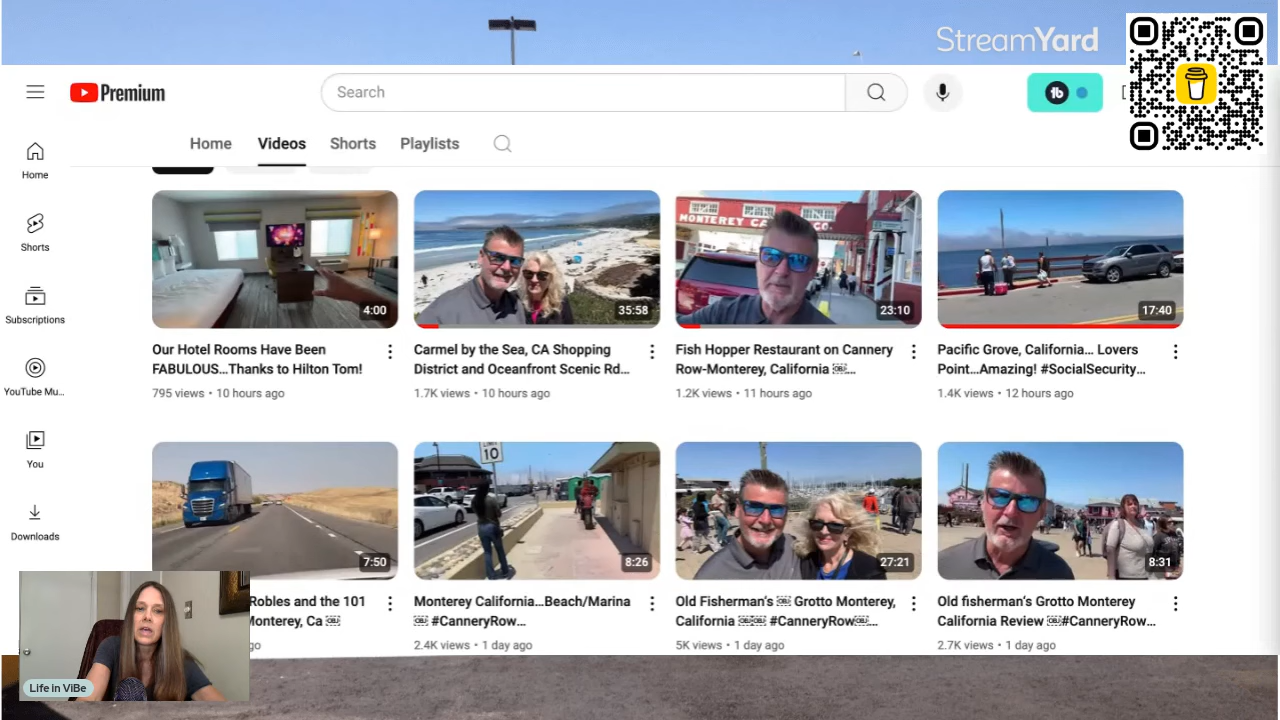 StreamYard
Premium
Search
Home
Videos
Shorts
Playlists
Home
Shorts
Subscriptions
YouTube Mu...
You
Downloads
MONTEREY CA
4:00
35:58
23:10
17:40
Our Hotel Rooms Have Been
FABULOUS...Thanks to Hilton Tom!
795 views • 10 hours ago
Carmel by the Sea, CA Shopping
District and Oceanfront Scenic Rd...
1.7K views • 10 hours ago
Fish Hopper Restaurant on Cannery
Row-Monterey, California ￼...
1.2K views • 11 hours ago
Pacific Grove, California... Lovers
Point...Amazing! #SocialSecurity...
1.4K views • 12 hours ago
10
7:50
8:26
27:21
8:31
Robles and the 101
Monterey, Ca ￼
go
Monterey California...Beach/Marina
￼ #CanneryRow...
2.4K views • 1 day ago
Old Fisherman's ￼ Grotto Monterey,
California ￼￼ #CanneryRow￼...
5K views • 1 day ago
Old fisherman's Grotto Monterey
California Review ￼#CanneryRow...
2.7K views • 1 day ago
Life in ViBe